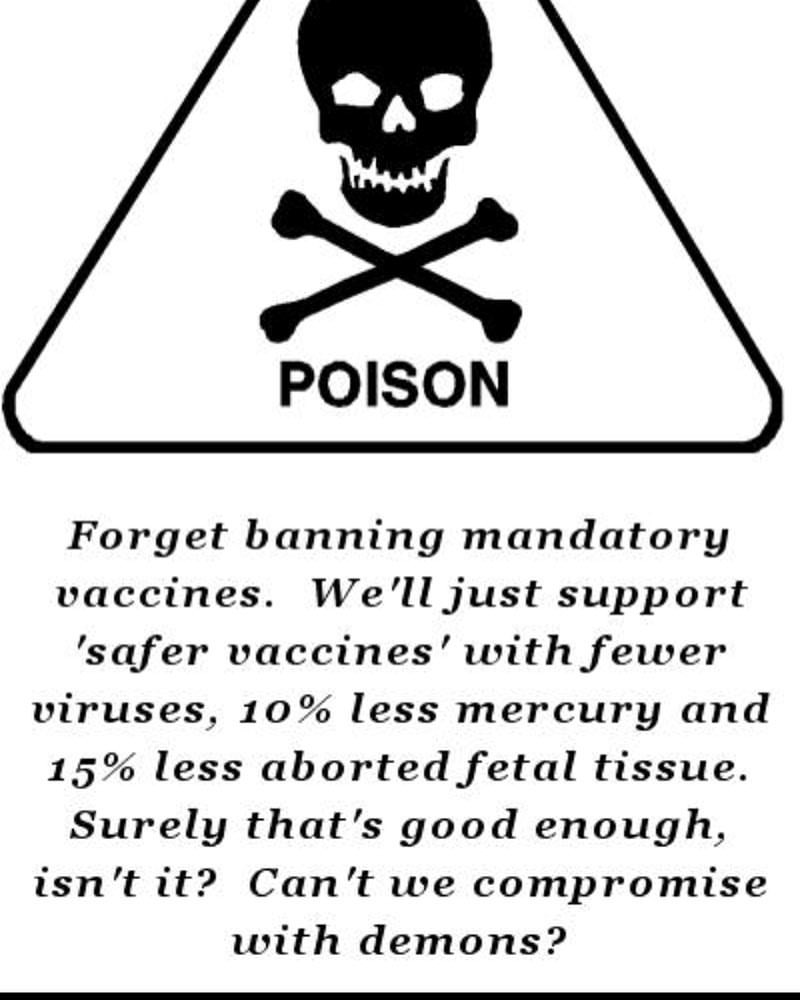 POISON
Forget banning mandatory
vaccines.  We'll just support
'safer vaccines' with fewer
viruses, 10% less mercury and
15% less aborted fetal tissue.
Surely that's good enough,
isn't it?  Can't we compromise
with demons?